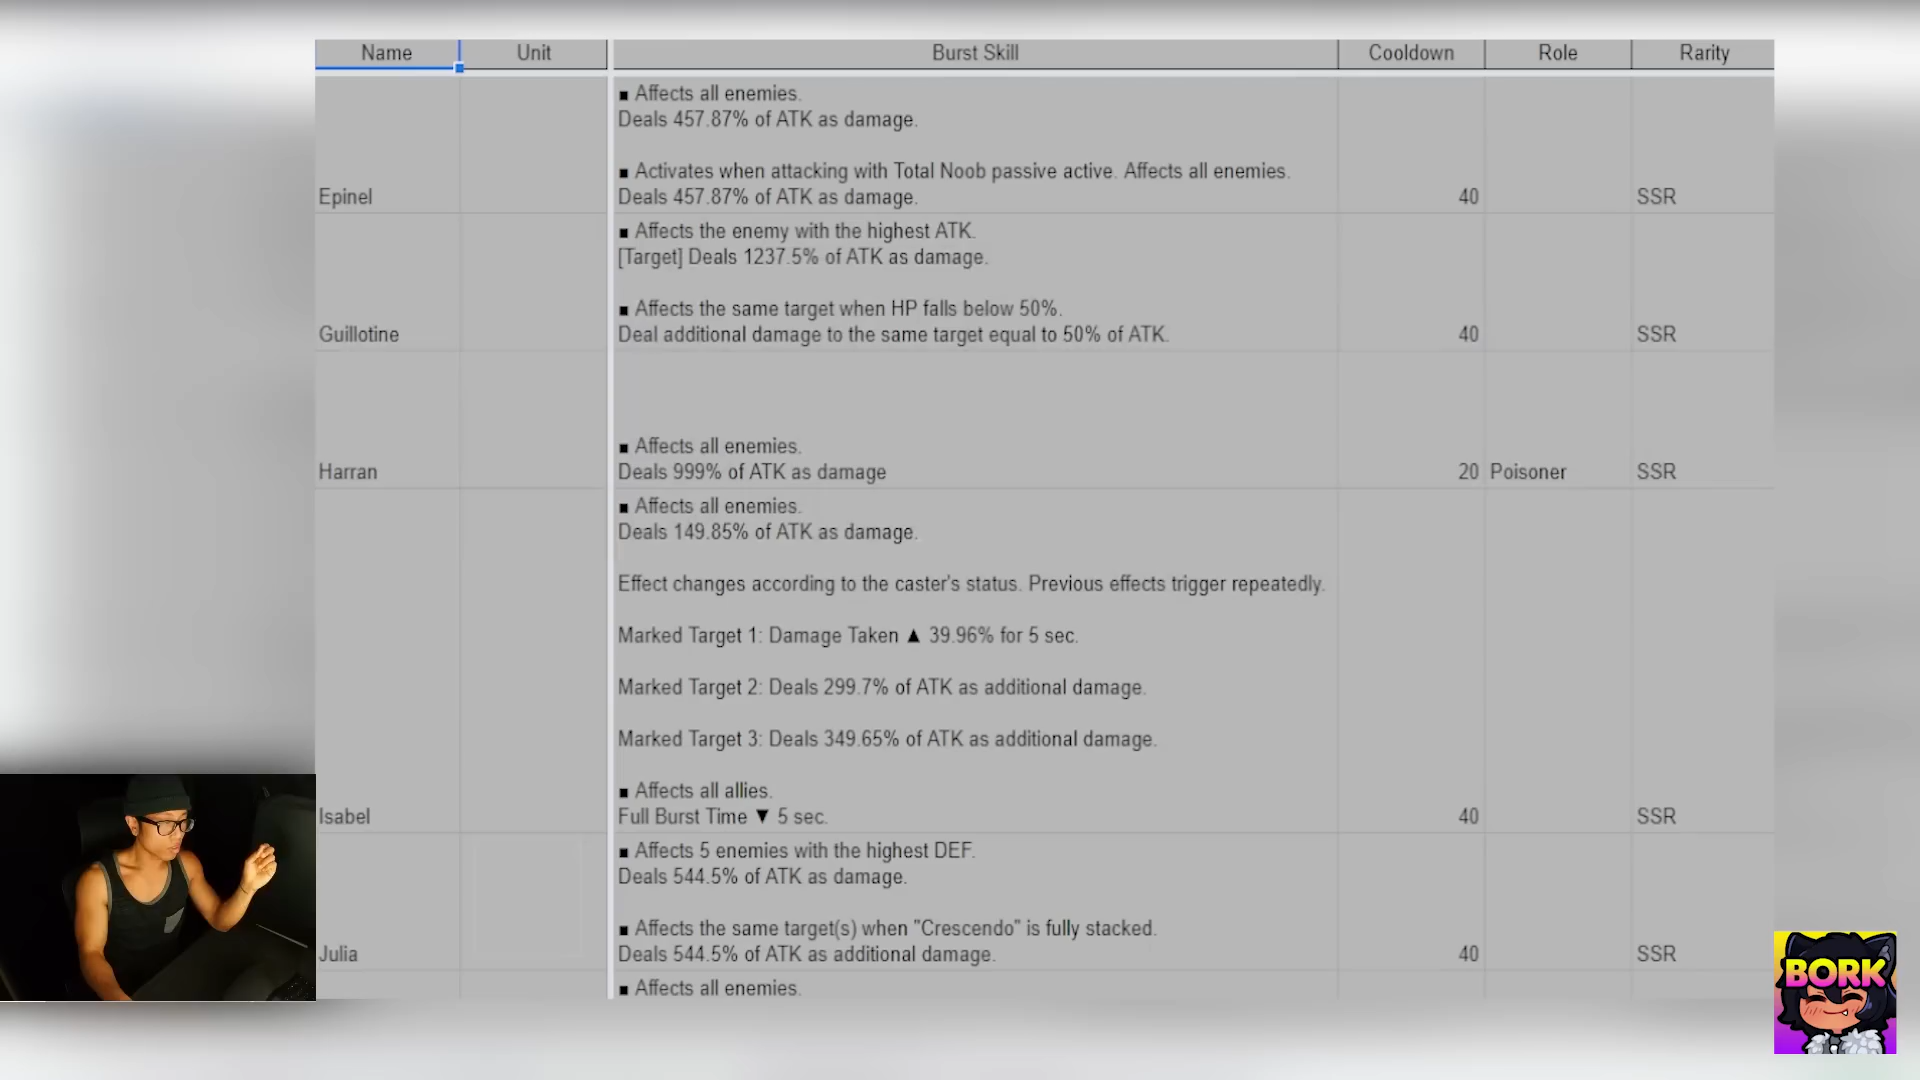 Name Unit Burst Skill Cooldown Role Rarity
■ Affects all enemies.
Deals 457.87% of ATK as damage.
■ Activates when attacking with Total Noob passive active. Affects all enemies.
Epinel Deals 457.87% of ATK as damage. 40 SSR
■ Affects the enemy with the highest ATK.
[Target] Deals 1237.5% of ATK as damage.
■ Affects the same target when HP falls below 50%.
Guillotine Deal additional damage to the same target equal to 50% of ATK. 40 SSR
■ Affects all enemies.
Harran Deals 999% of ATK as damage 20 Poisoner SSR
■ Affects all enemies.
Deals 149.85% of ATK as damage.
Effect changes according to the caster's status. Previous effects trigger repeatedly.
Marked Target 1: Damage Taken ▲ 39.96% for 5 sec.
Marked Target 2: Deals 299.7% of ATK as additional damage.
Marked Target 3: Deals 349.65% of ATK as additional damage.
■ Affects all allies.
Isabel Full Burst Time ▼ 5 sec. 40 SSR
■ Affects 5 enemies with the highest DEF.
Deals 544.5% of ATK as damage.
■ Affects the same target(s) when "Crescendo" is fully stacked.
Julia Deals 544.5% of ATK as additional damage. 40 SSR
■ Affects all enemies.
BORK